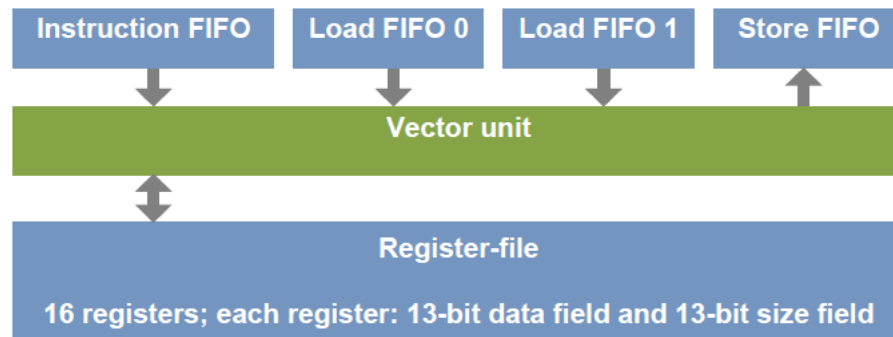 Instruction FIFO
Load FIFO 0
Load FIFO 1
Store FIFO
Vector unit
Register-file
16 registers; each register: 13-bit data field and 13-bit size field